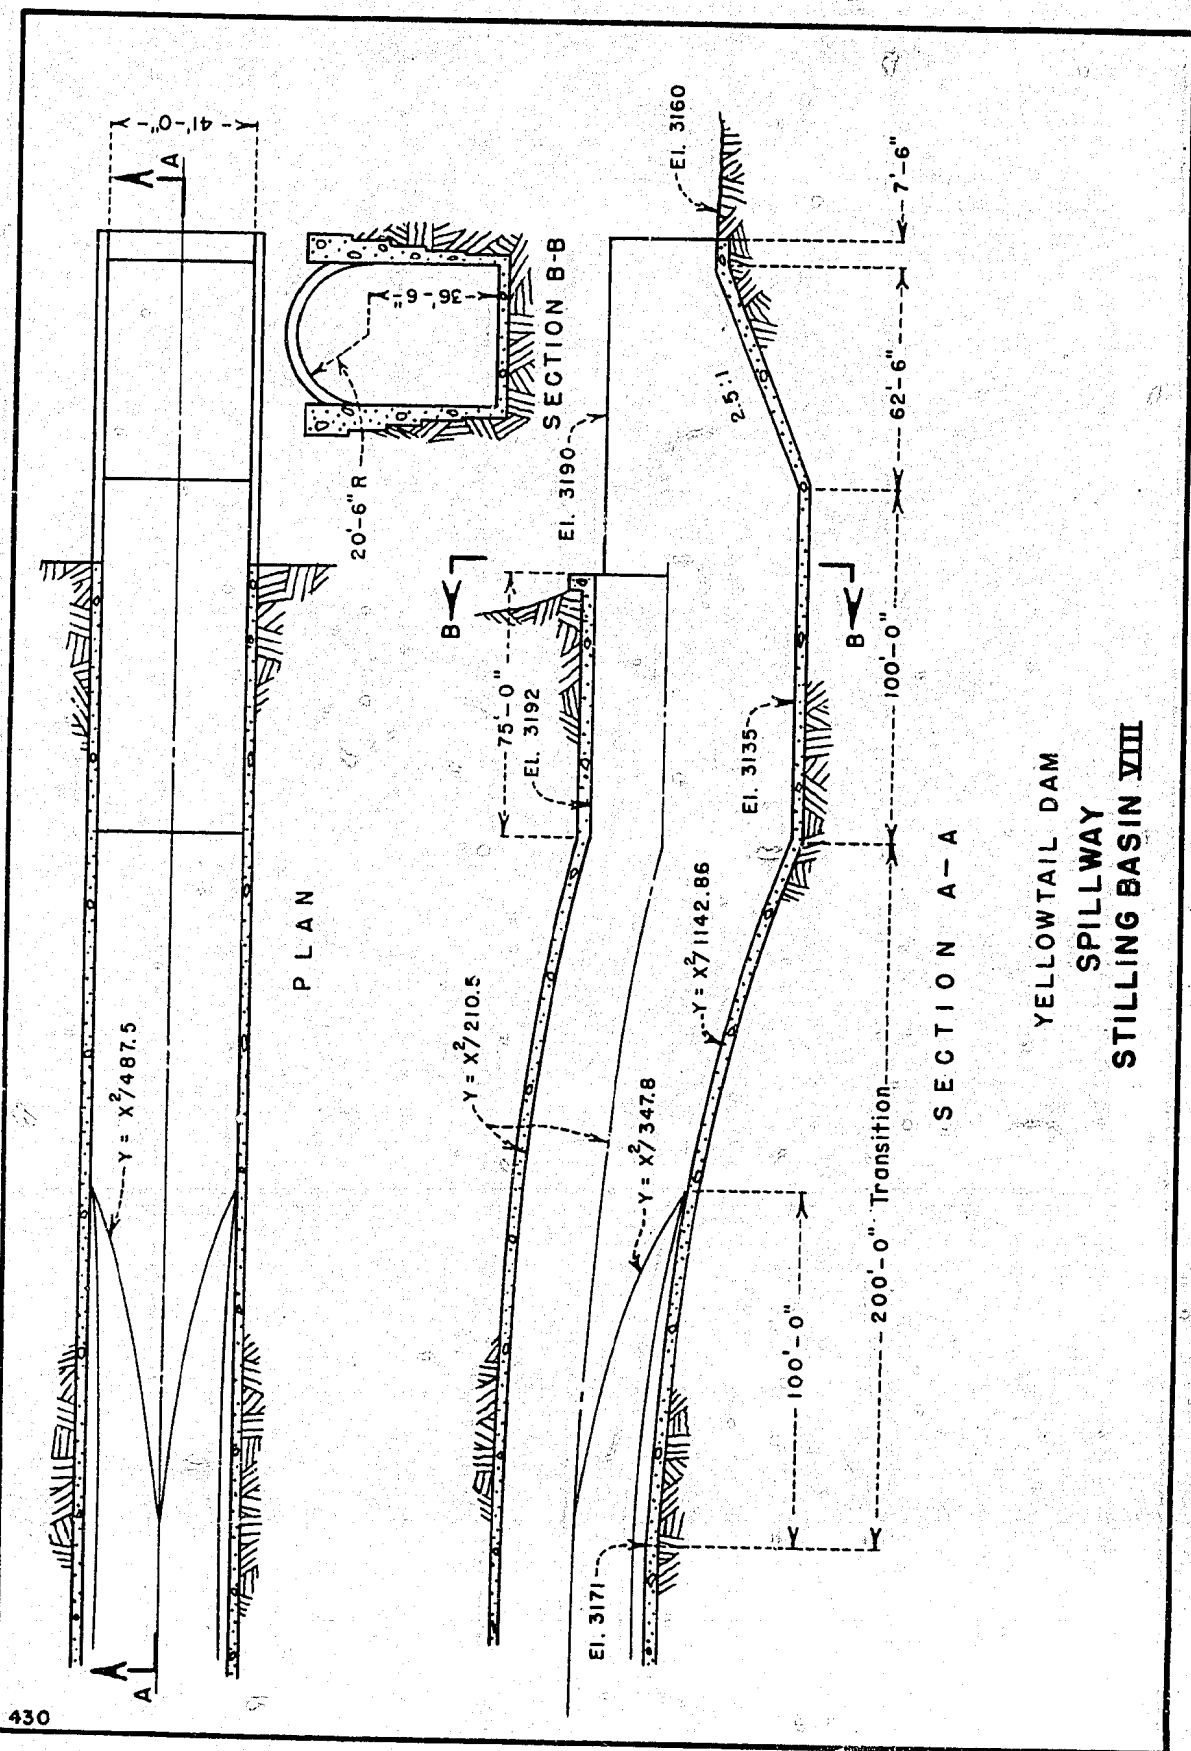 41'-0"
A
A
Y = X²/487.5
PLAN
36'-6"
20'-6" R
SECTION B-B
El. 3160
El. 3190
2.5:1
7'-6"
62'-6"
B
B
75'-0"
EL. 3192
El. 3135
100'-0"
Y = X²/210.5
Y = X²/1142.86
Y = X²/347.8
El. 3171
100'-0"
200'-0" Transition
SECTION A-A
YELLOWTAIL DAM
SPILLWAY
STILLING BASIN VIII
430